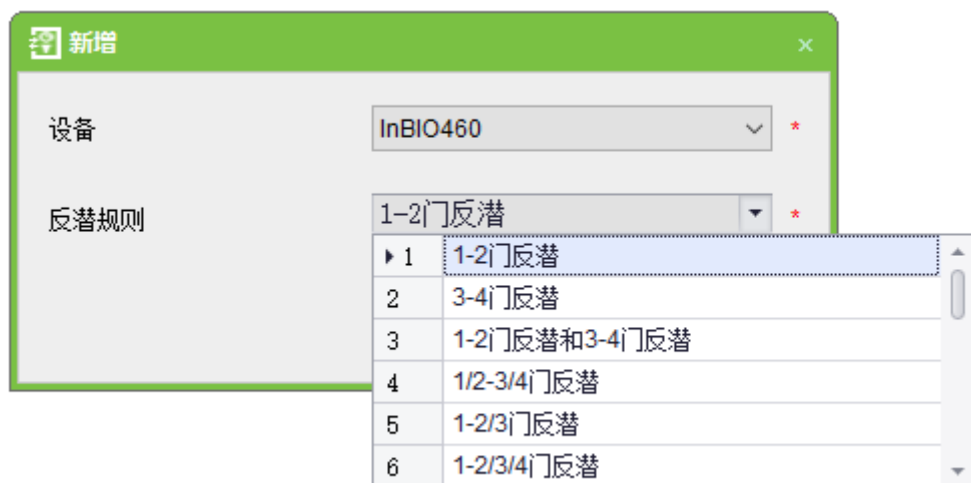 新增
设备
InBIO460
*
反潜规则
1-2门反潜
*
1
1-2门反潜
2
3-4门反潜
3
1-2门反潜和3-4门反潜
4
1/2-3/4门反潜
5
1-2/3门反潜
6
1-2/3/4门反潜